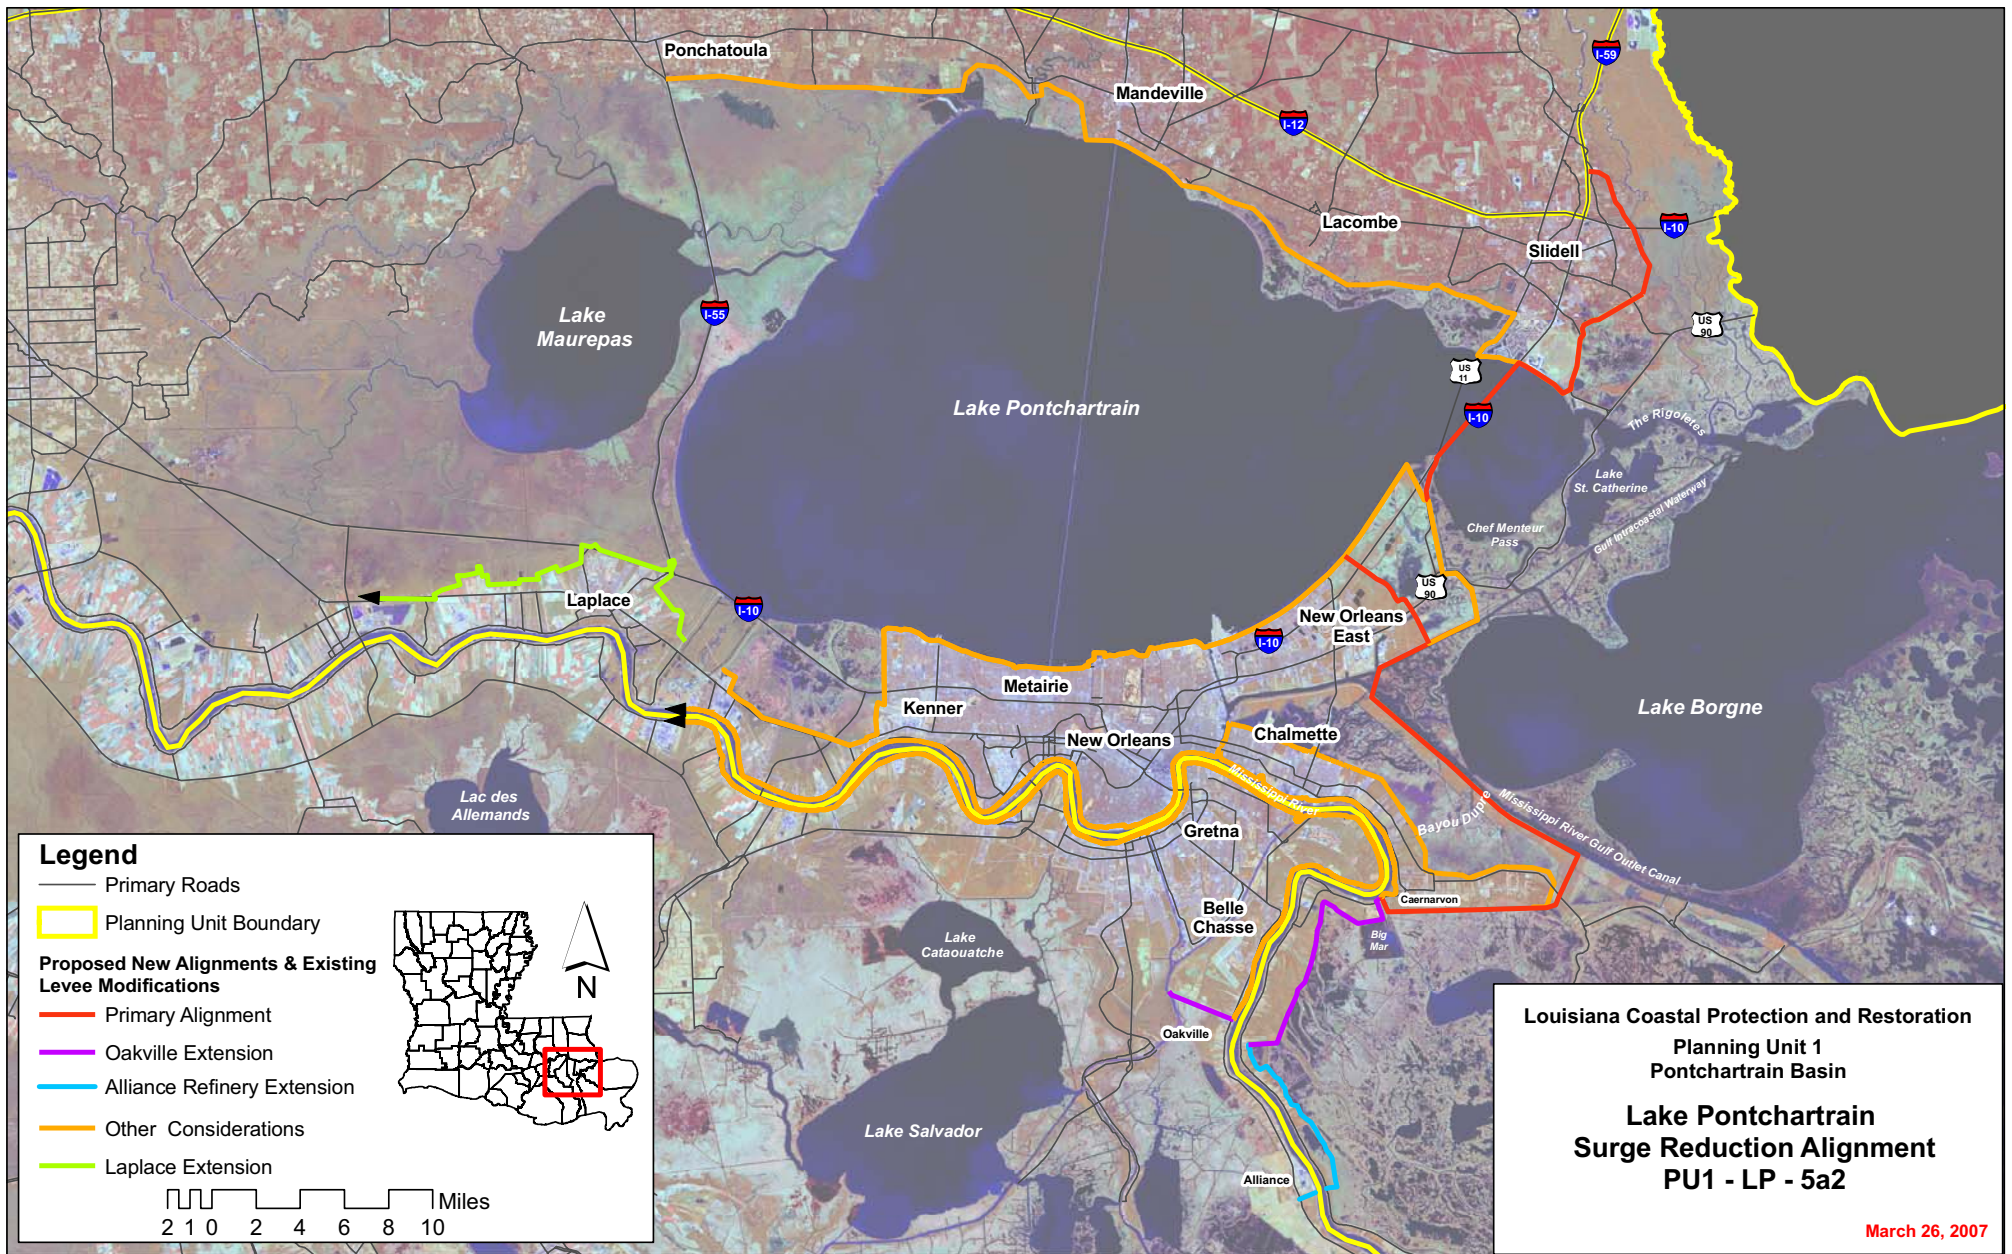 Ponchatoula
Mandeville
I-59
I-12
Lacombe
I-10
Slidell
Lake
Maurepas
I-55
US
90
US
11
Lake Pontchartrain
I-10
The Rigoletes
Lake
St. Catherine
Gulf Intracoastal Waterway
Chef Menteur
Pass
US
90
Laplace
I-10
New Orleans
East
I-10
Metairie
Kenner
Lake Borgne
New Orleans
Chalmette
Mississippi River
Lac des
Allemands
Bayou Dupre
Mississippi River Gulf Outlet Canal
Gretna
Caernarvon
Belle
Chasse
Big
Mar
Lake
Cataouatche
Oakville
Lake Salvador
Alliance
Legend
Primary Roads
Planning Unit Boundary
Proposed New Alignments & Existing
Levee Modifications
Primary Alignment
Oakville Extension
Alliance Refinery Extension
Other Considerations
Laplace Extension
N
Miles
2 1 0 2 4 6 8 10
Louisiana Coastal Protection and Restoration
Planning Unit 1
Pontchartrain Basin
Lake Pontchartrain
Surge Reduction Alignment
PU1 - LP - 5a2
March 26, 2007